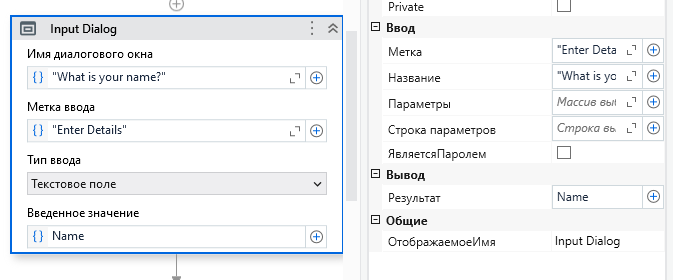 Input Dialog
Имя диалогового окна
"What is your name?"
Метка ввода
"Enter Details"
Тип ввода
Текстовое поле
Введенное значение
Name
Private
Ввод
Метка "Enter Deta
Название "What is yo
Параметры Массив вы
Строка параметров Строка вы
ЯвляетсяПаролем
Вывод
Результат Name
Общие
ОтображаемоеИмя Input Dialog